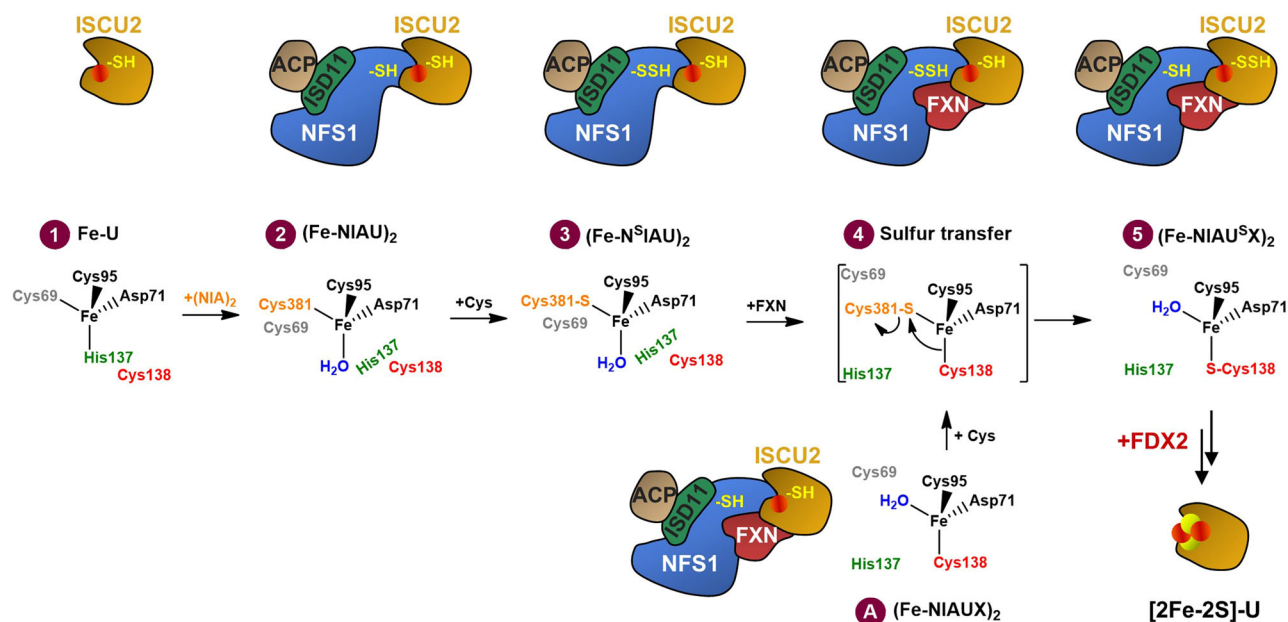 ISCU2
-SH
ISCU2
ACP
ISD11
-SH
-SH
NFS1
ISCU2
ACP
ISD11
-SSH
-SH
NFS1
ISCU2
ACP
ISD11
-SSH
-SH
FXN
NFS1
ISCU2
ACP
ISD11
-SH
-SSH
FXN
NFS1
1 Fe-U
Cys95
Cys69
Asp71
Fe
His137
Cys138
+(NIA)₂
2 (Fe-NIAU)₂
Cys95
Cys381
Asp71
Cys69
Fe
H₂O
His137
Cys138
+Cys
3 (Fe-NˢIAU)₂
Cys95
Cys381-S
Asp71
Cys69
Fe
H₂O
His137
Cys138
+FXN
4 Sulfur transfer
Cys69
Cys95
Cys381-S
Asp71
Fe
His137
Cys138
5 (Fe-NIAUˢX)₂
Cys69
Cys95
H₂O
Asp71
Fe
His137
S-Cys138
+ Cys
+FDX2
ISCU2
ACP
ISD11
-SH
-SH
FXN
NFS1
Cys69
Cys95
H₂O
Asp71
Fe
His137
Cys138
A (Fe-NIAUX)₂
[2Fe-2S]-U